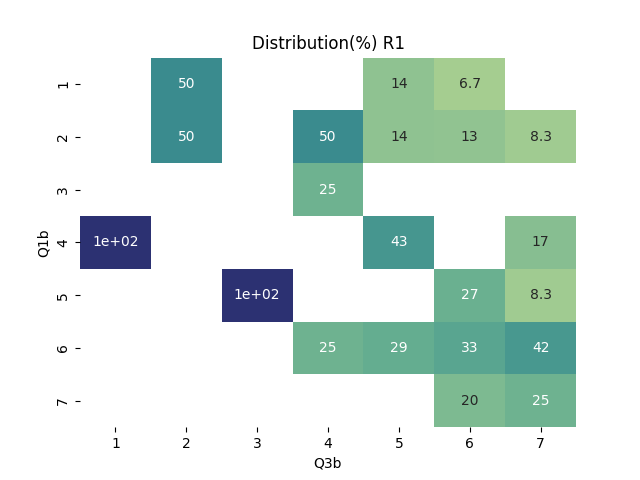 Distribution(%) R1
1 50 14 6.7
2 50 50 14 13 8.3
3 25
4 1e+02 43 17
5 1e+02 27 8.3
6 25 29 33 42
7 20 25
Q1b
1 2 3 4 5 6 7
Q3b